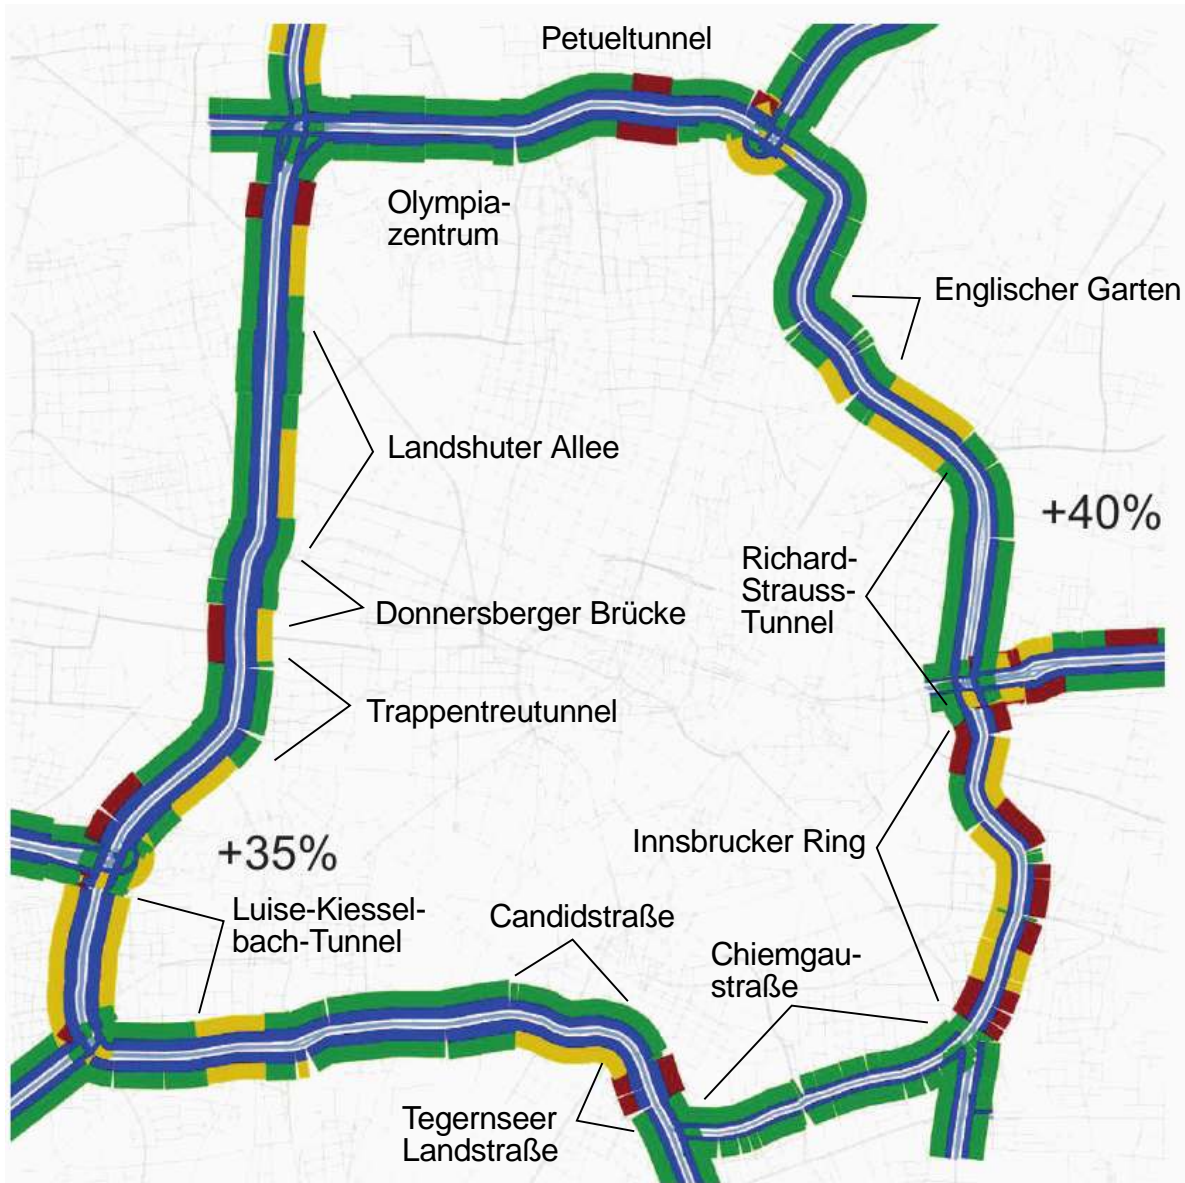 Petueltunnel
Olympia-
zentrum
Englischer Garten
Landshuter Allee
+40%
Richard-
Strauss-
Tunnel
Donnersberger Brücke
Trappentreutunnel
Innsbrucker Ring
+35%
Luise-Kiessel-
bach-Tunnel
Candidstraße
Chiemgau-
straße
Tegernseer
Landstraße